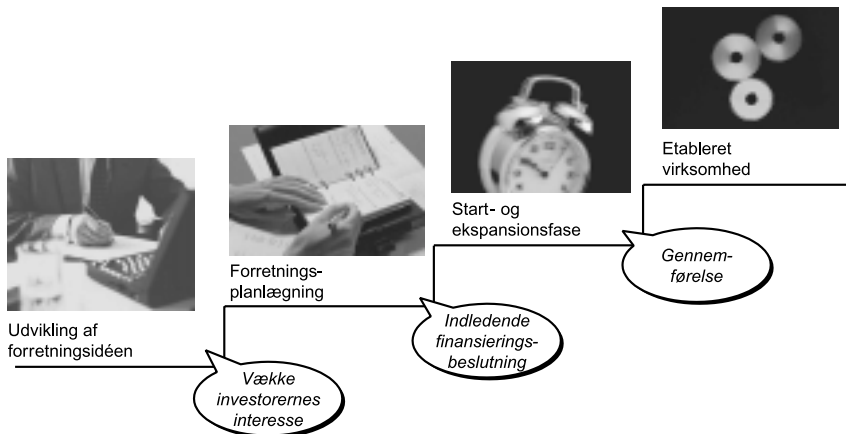 Udvikling af
forretningsidéen
Vække
investorernes
interesse
Forretnings-
planlægning
Indledende
finansierings-
beslutning
Start- og
ekspansionsfase
Gennem-
førelse
Etableret
virksomhed